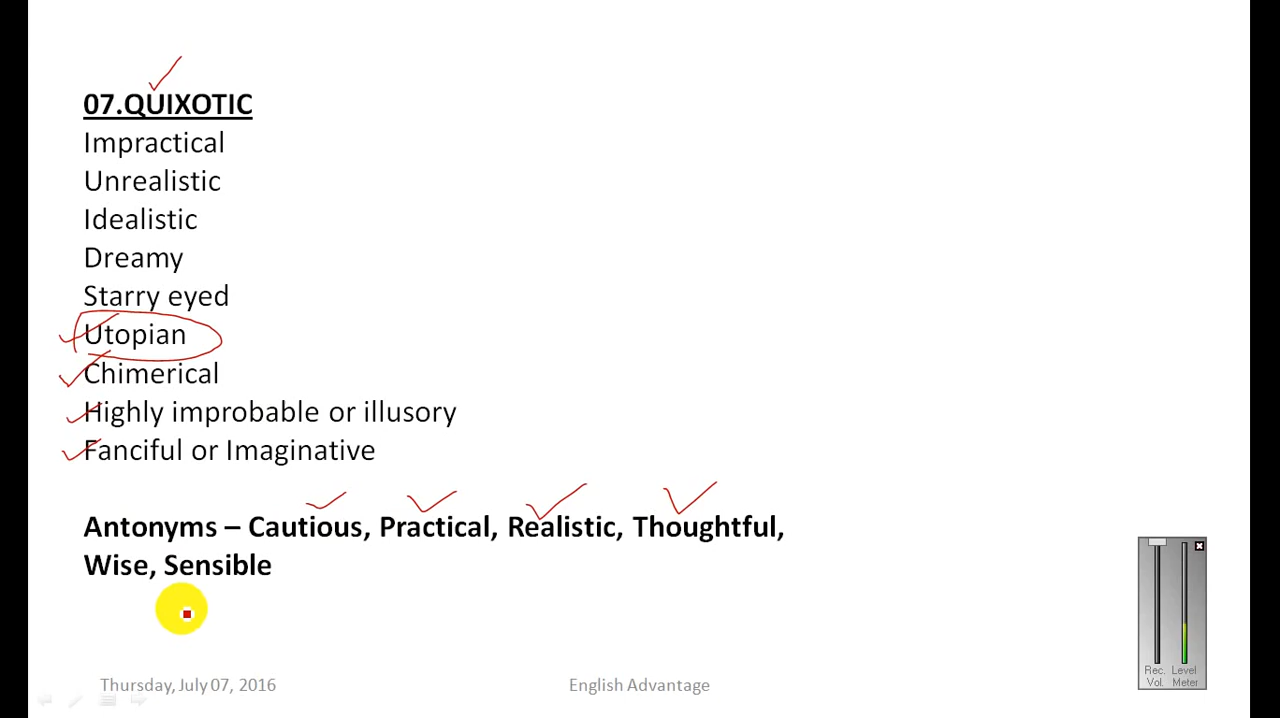 07.QUIXOTIC
Impractical
Unrealistic
Idealistic
Dreamy
Starry eyed
Utopian
Chimerical
Highly improbable or illusory
Fanciful or Imaginative
Antonyms – Cautious, Practical, Realistic, Thoughtful,
Wise, Sensible
Rec. Level
Vol. Meter
Thursday, July 07, 2016 English Advantage